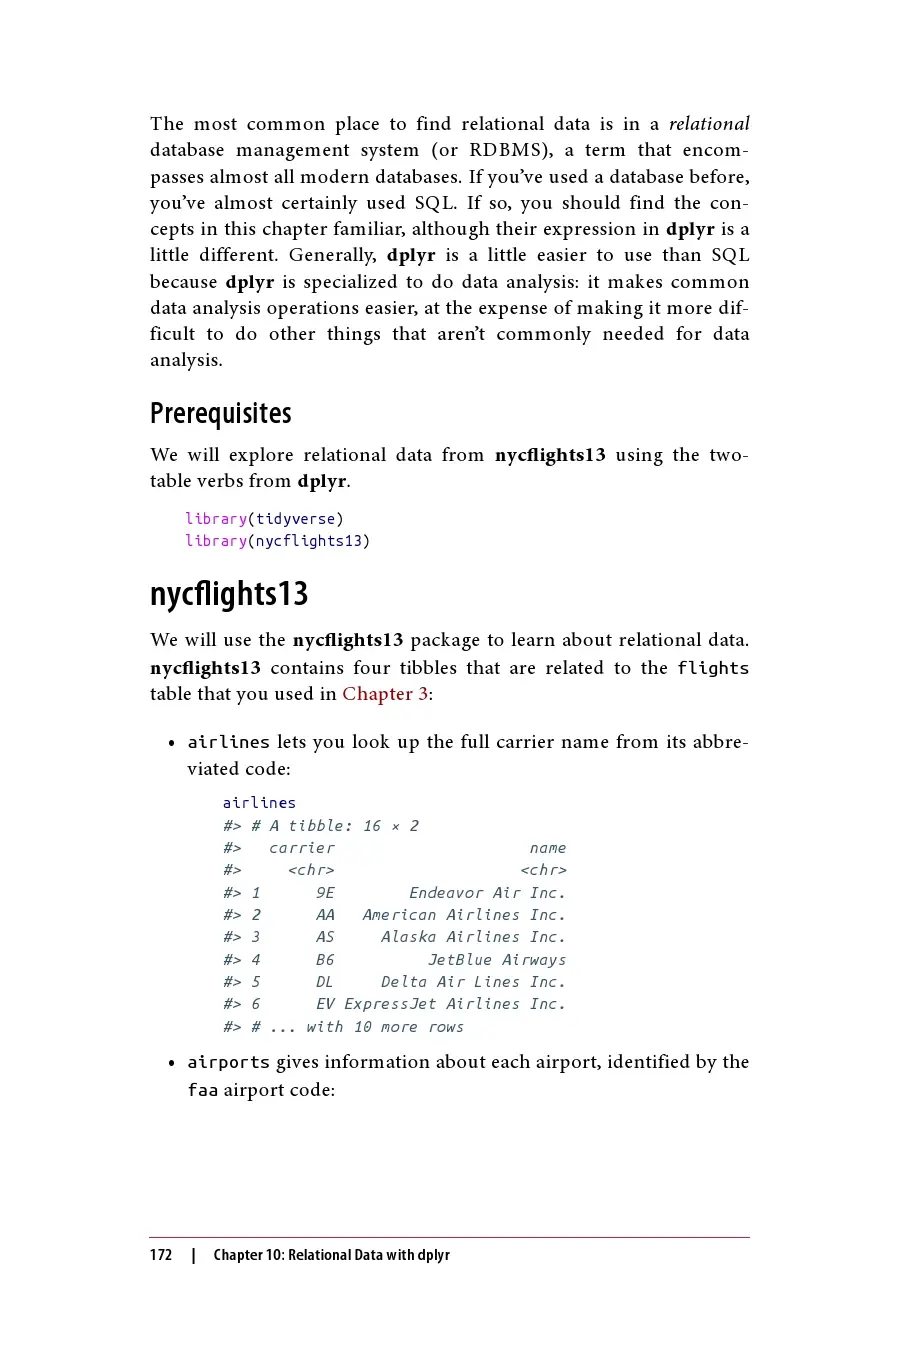 The most common place to find relational data is in a relational
database management system (or RDBMS), a term that encom-
passes almost all modern databases. If you’ve used a database before,
you’ve almost certainly used SQL. If so, you should find the con-
cepts in this chapter familiar, although their expression in dplyr is a
little different. Generally, dplyr is a little easier to use than SQL
because dplyr is specialized to do data analysis: it makes common
data analysis operations easier, at the expense of making it more dif-
ficult to do other things that aren’t commonly needed for data
analysis.
Prerequisites
We will explore relational data from nycflights13 using the two-
table verbs from dplyr.
library(tidyverse)
library(nycflights13)
nycflights13
We will use the nycflights13 package to learn about relational data.
nycflights13 contains four tibbles that are related to the flights
table that you used in Chapter 3:
• airlines lets you look up the full carrier name from its abbre-
viated code:
airlines
#> # A tibble: 16 × 2
#>   carrier                     name
#>     <chr>                    <chr>
#> 1      9E        Endeavor Air Inc.
#> 2      AA   American Airlines Inc.
#> 3      AS     Alaska Airlines Inc.
#> 4      B6          JetBlue Airways
#> 5      DL     Delta Air Lines Inc.
#> 6      EV ExpressJet Airlines Inc.
#> # ... with 10 more rows
• airports gives information about each airport, identified by the
faa airport code:
172 | Chapter 10: Relational Data with dplyr